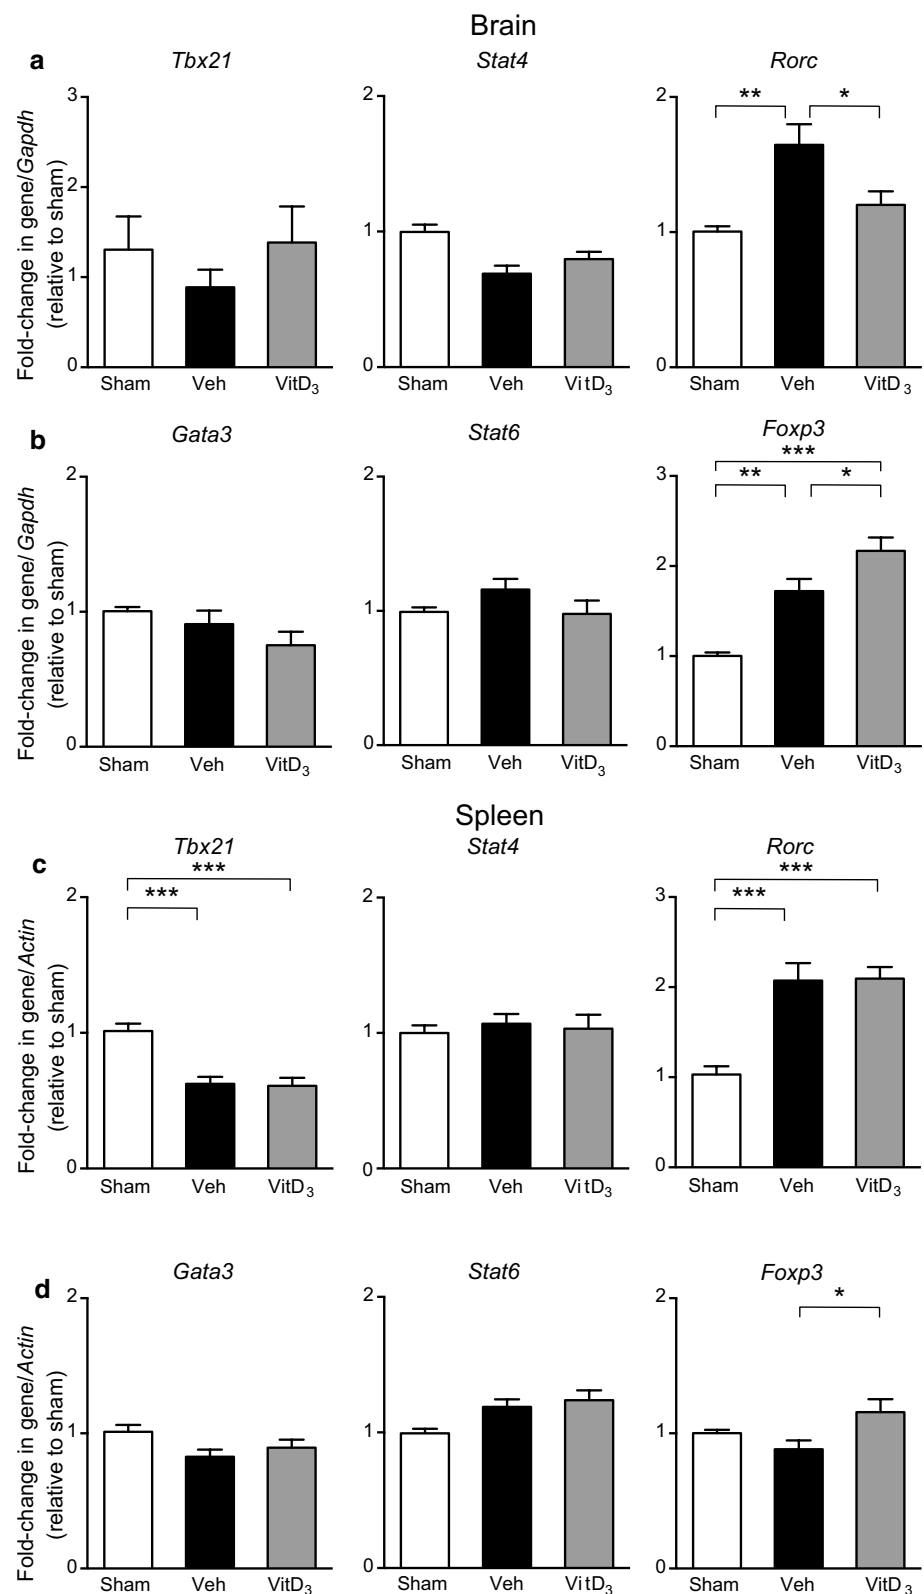 Brain
a
Tbx21
Stat4
Rorc
Fold-change in gene/Gapdh
(relative to sham)
3
2
1
0
2
1
0
2
1
0
** *
Sham Veh VitD3
Sham Veh VitD3
Sham Veh VitD3
b
Gata3
Stat6
Foxp3
Fold-change in gene/Gapdh
(relative to sham)
2
1
0
2
1
0
3
2
1
0
***
** *
Sham Veh VitD3
Sham Veh VitD3
Sham Veh VitD3
Spleen
c
Tbx21
Stat4
Rorc
Fold-change in gene/Actin
(relative to sham)
2
1
0
***
***
2
1
0
3
2
1
0
***
***
Sham Veh VitD3
Sham Veh VitD3
Sham Veh VitD3
d
Gata3
Stat6
Foxp3
Fold-change in gene/Actin
(relative to sham)
2
1
0
2
1
0
2
1
0
*
Sham Veh VitD3
Sham Veh VitD3
Sham Veh VitD3